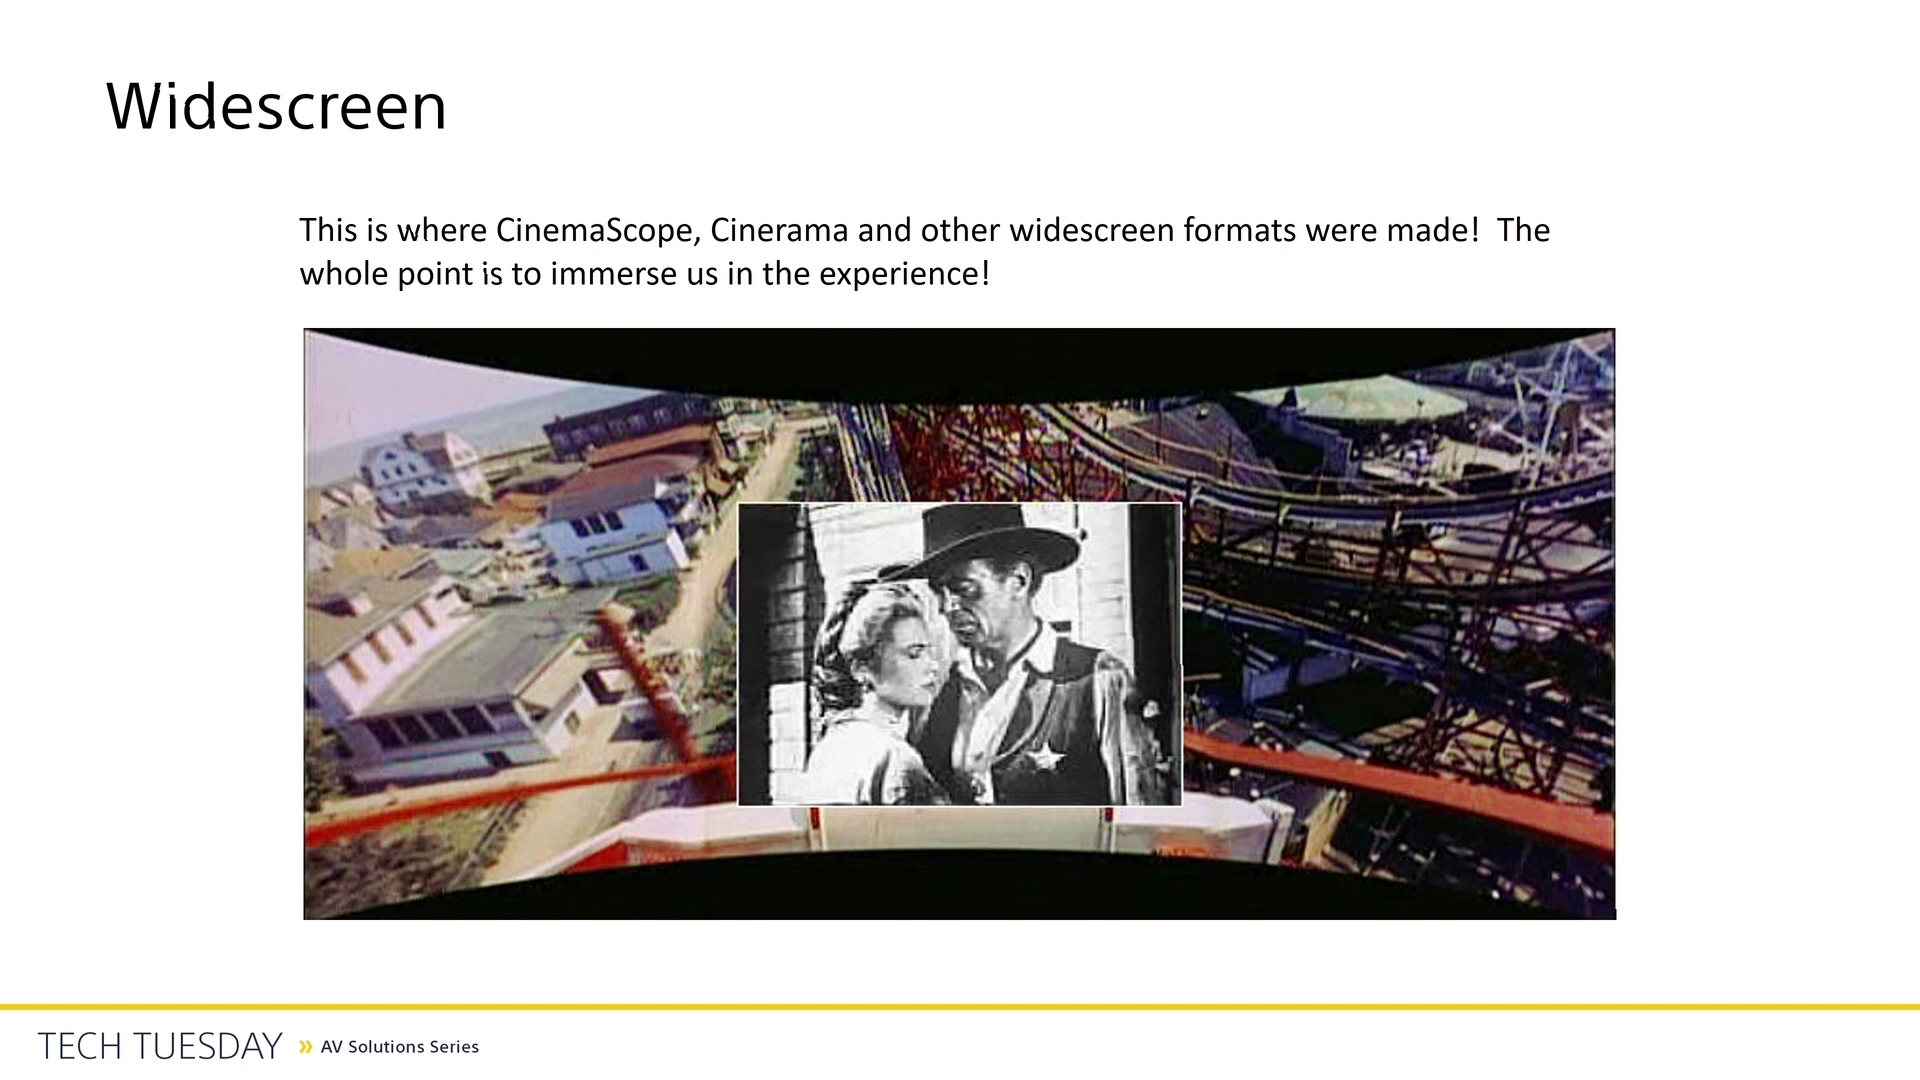 Widescreen
This is where CinemaScope, Cinerama and other widescreen formats were made!  The
whole point is to immerse us in the experience!
TECH TUESDAY » AV Solutions Series